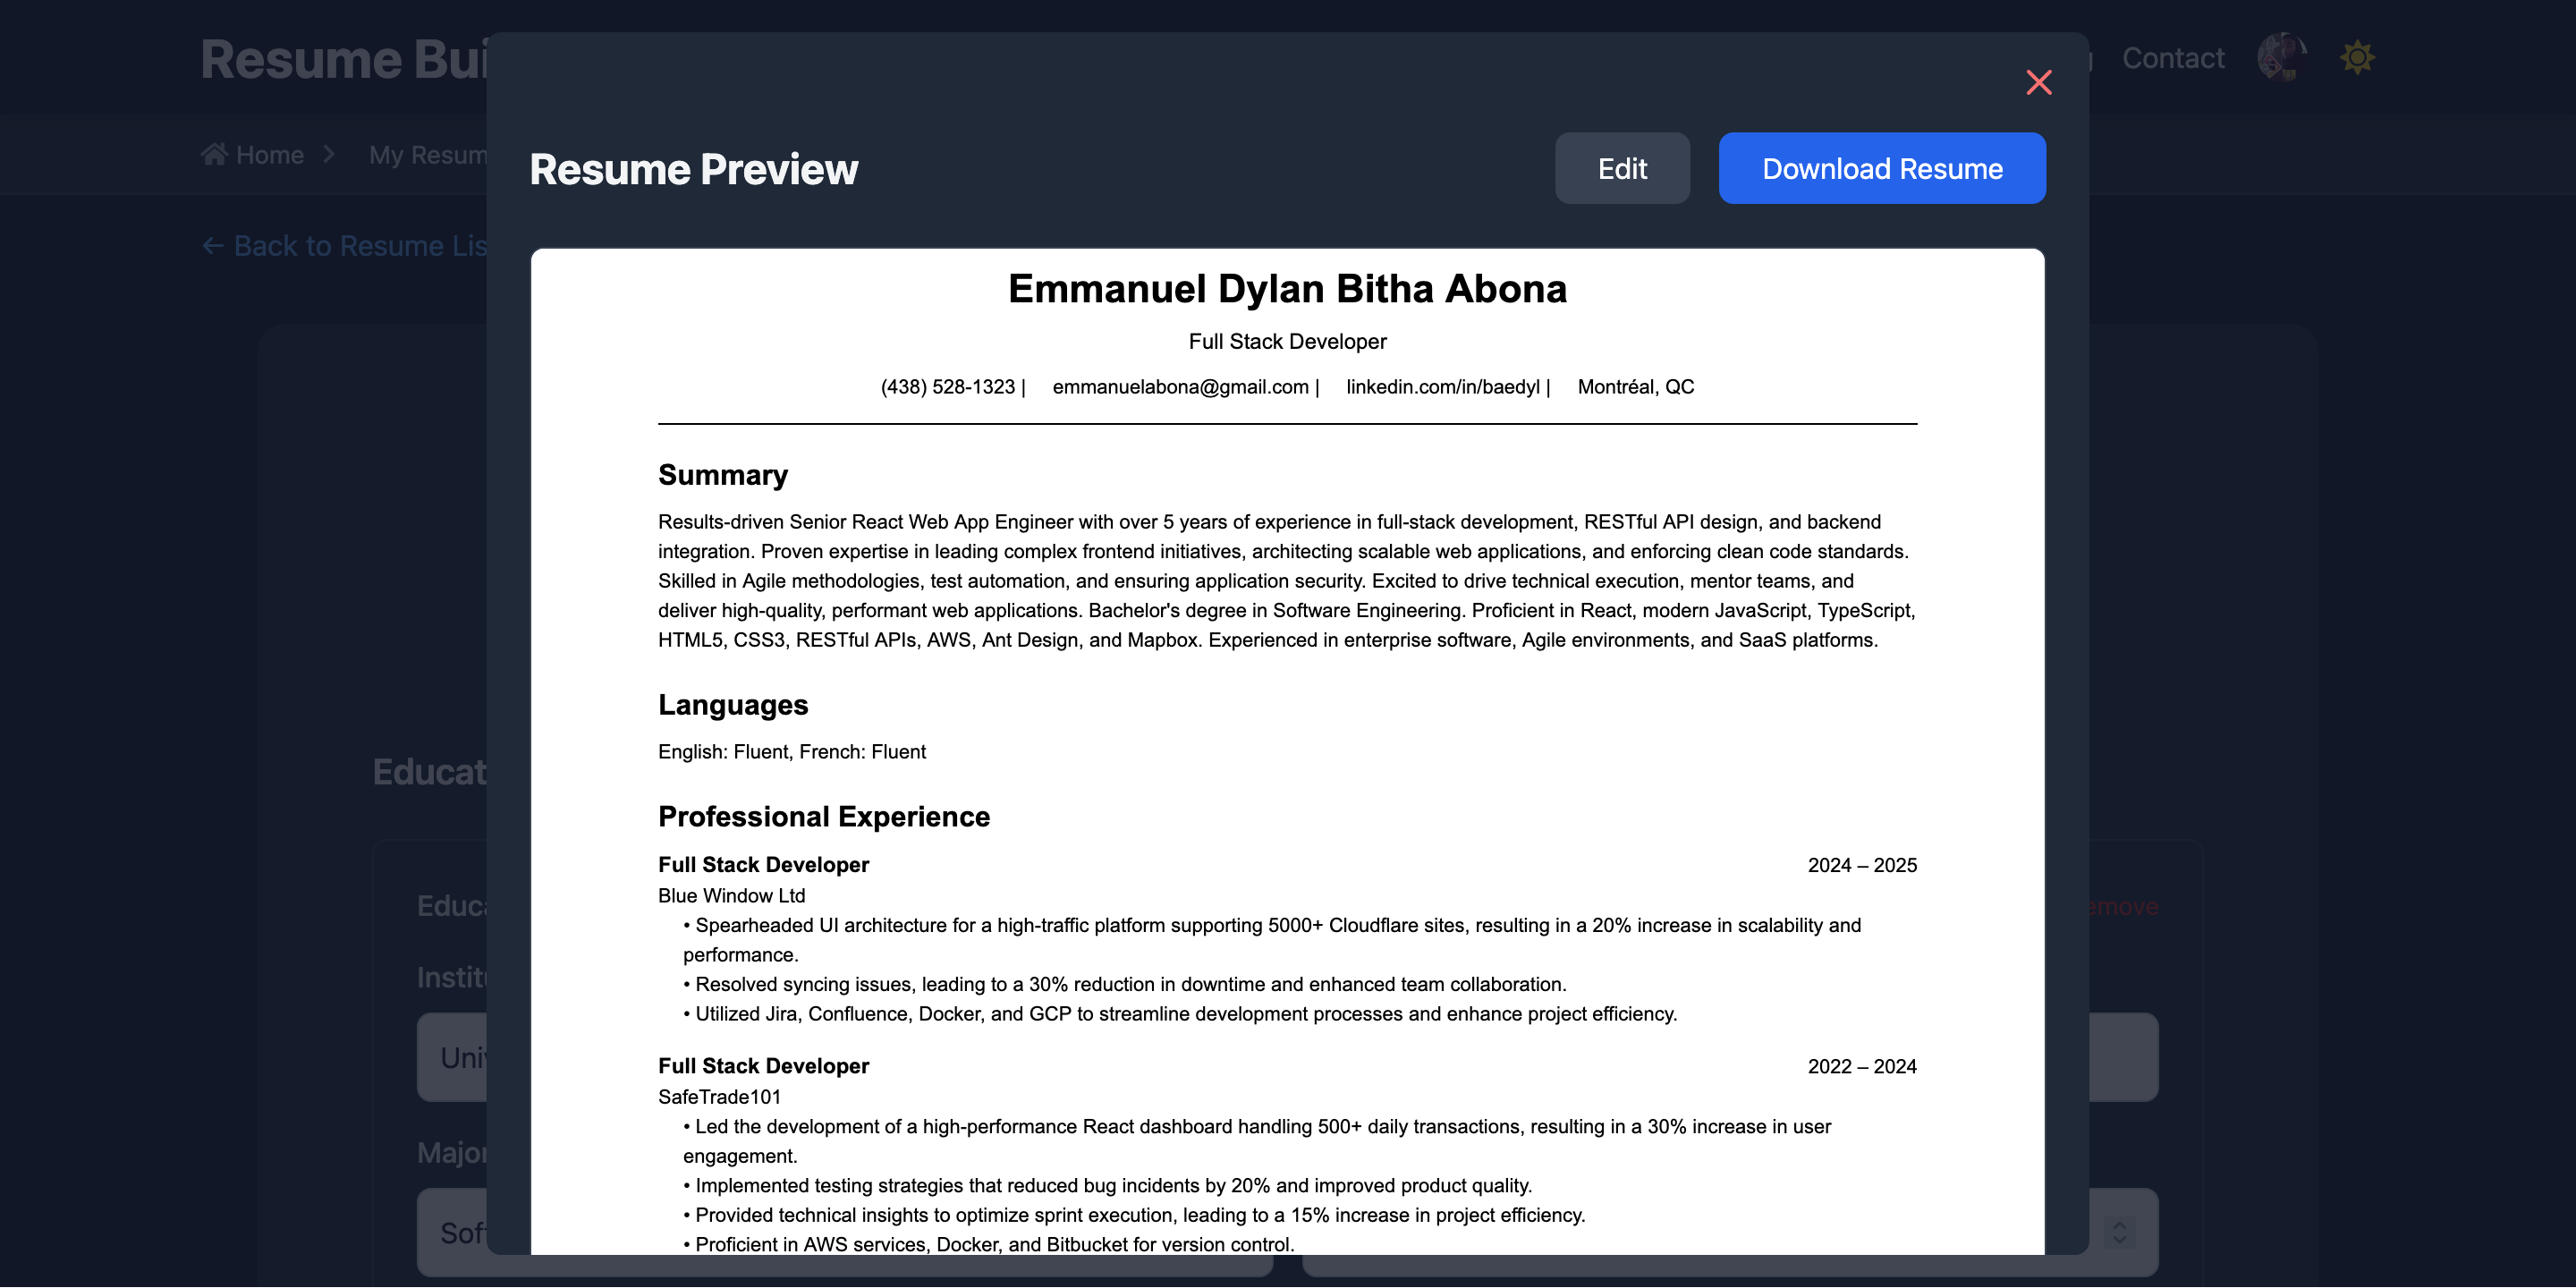 Resume Bui
Contact
Home
My Resum
Back to Resume Lis
Resume Preview
Edit
Download Resume
Emmanuel Dylan Bitha Abona
Full Stack Developer
(438) 528-1323 | emmanuelabona@gmail.com | linkedin.com/in/baedyl | Montréal, QC
Summary
Results-driven Senior React Web App Engineer with over 5 years of experience in full-stack development, RESTful API design, and backend
integration. Proven expertise in leading complex frontend initiatives, architecting scalable web applications, and enforcing clean code standards.
Skilled in Agile methodologies, test automation, and ensuring application security. Excited to drive technical execution, mentor teams, and
deliver high-quality, performant web applications. Bachelor's degree in Software Engineering. Proficient in React, modern JavaScript, TypeScript,
HTML5, CSS3, RESTful APIs, AWS, Ant Design, and Mapbox. Experienced in enterprise software, Agile environments, and SaaS platforms.
Languages
English: Fluent, French: Fluent
Professional Experience
Full Stack Developer 2024 – 2025
Blue Window Ltd
• Spearheaded UI architecture for a high-traffic platform supporting 5000+ Cloudflare sites, resulting in a 20% increase in scalability and
performance.
• Resolved syncing issues, leading to a 30% reduction in downtime and enhanced team collaboration.
• Utilized Jira, Confluence, Docker, and GCP to streamline development processes and enhance project efficiency.
Full Stack Developer 2022 – 2024
SafeTrade101
• Led the development of a high-performance React dashboard handling 500+ daily transactions, resulting in a 30% increase in user
engagement.
• Implemented testing strategies that reduced bug incidents by 20% and improved product quality.
• Provided technical insights to optimize sprint execution, leading to a 15% increase in project efficiency.
• Proficient in AWS services, Docker, and Bitbucket for version control.
Educat
Educa
emove
Institu
Univ
Major
Soft